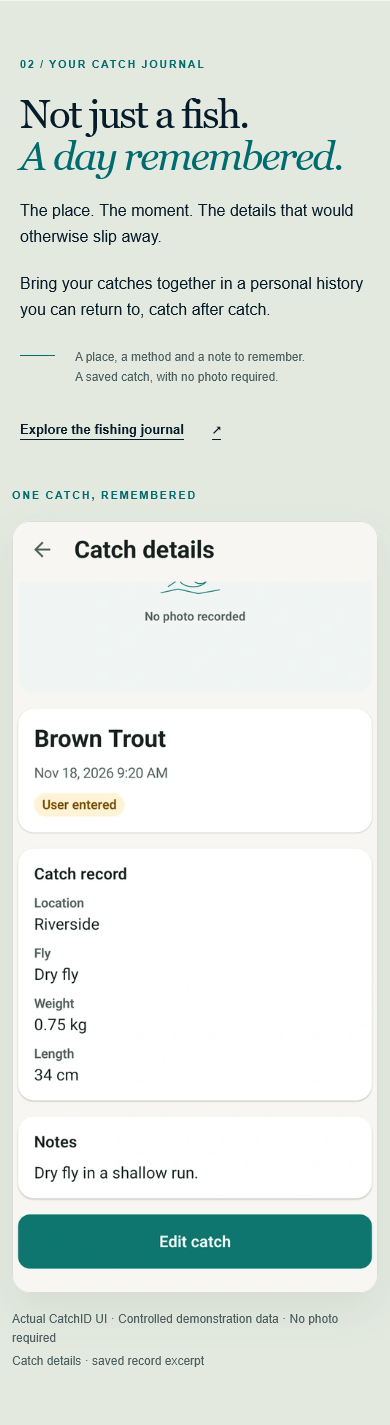 02 / YOUR CATCH JOURNAL
Not just a fish.
A day remembered.
The place. The moment. The details that would
otherwise slip away.
Bring your catches together in a personal history
you can return to, catch after catch.
A place, a method and a note to remember.
A saved catch, with no photo required.
Explore the fishing journal ↗
ONE CATCH, REMEMBERED
Catch details
No photo recorded
Brown Trout
Nov 18, 2026 9:20 AM
User entered
Catch record
Location
Riverside
Fly
Dry fly
Weight
0.75 kg
Length
34 cm
Notes
Dry fly in a shallow run.
Edit catch
Actual CatchID UI · Controlled demonstration data · No photo
required
Catch details · saved record excerpt